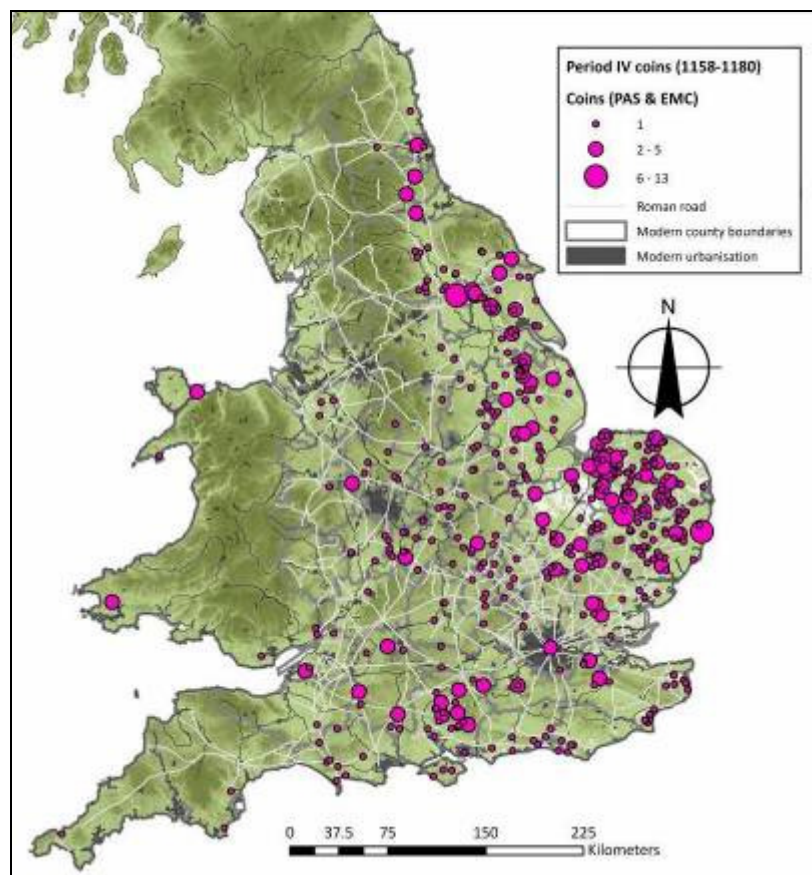 Period IV coins (1158-1180)
Coins (PAS & EMC)
1
2 - 5
6 - 13
Roman road
Modern county boundaries
Modern urbanisation
N
0 37.5 75 150 225
Kilometers